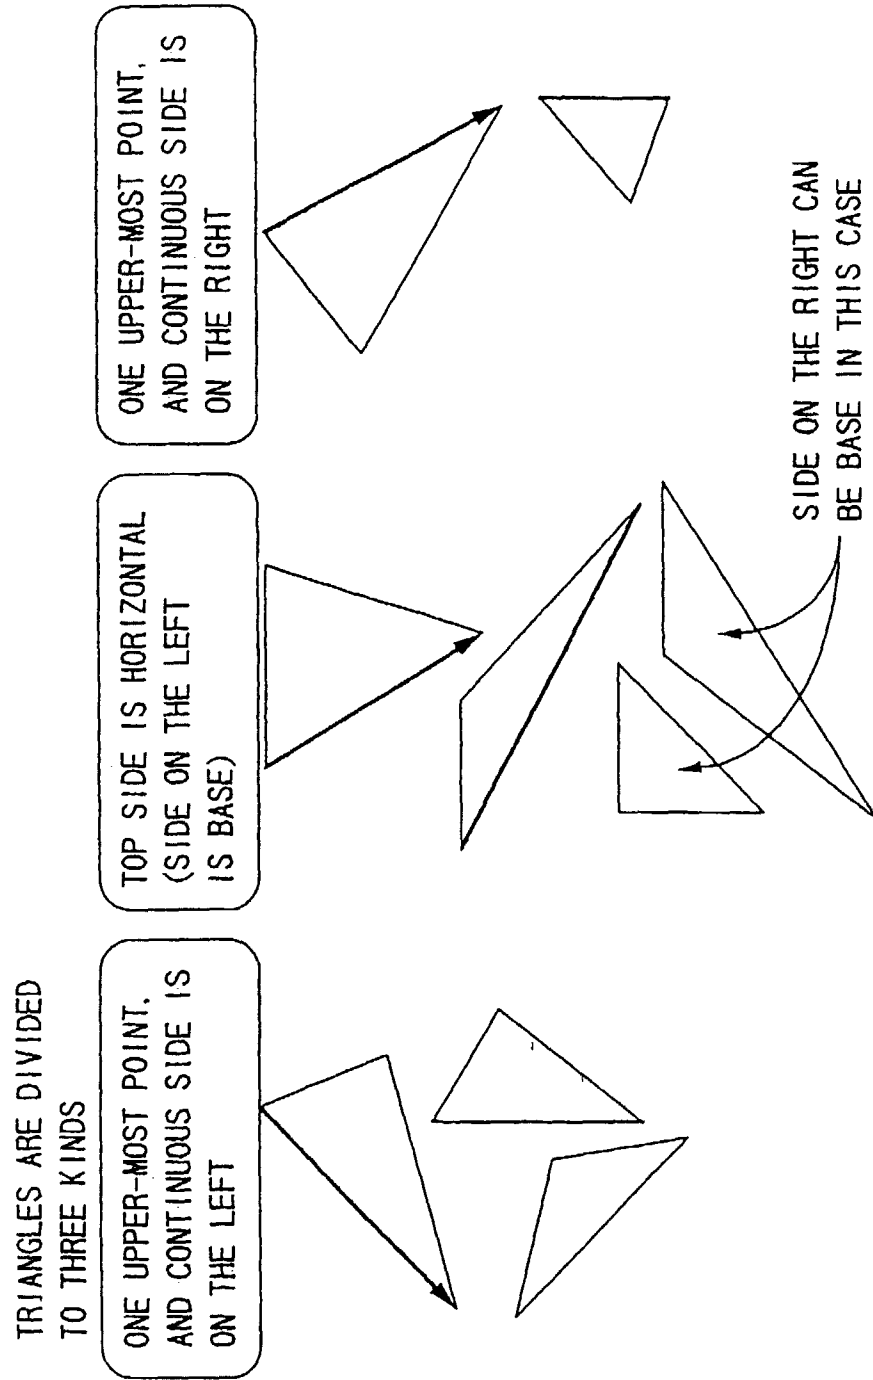 TRIANGLES ARE DIVIDED
TO THREE KINDS
ONE UPPER-MOST POINT,
AND CONTINUOUS SIDE IS
ON THE LEFT
TOP SIDE IS HORIZONTAL
(SIDE ON THE LEFT
IS BASE)
ONE UPPER-MOST POINT,
AND CONTINUOUS SIDE IS
ON THE RIGHT
SIDE ON THE RIGHT CAN
BE BASE IN THIS CASE